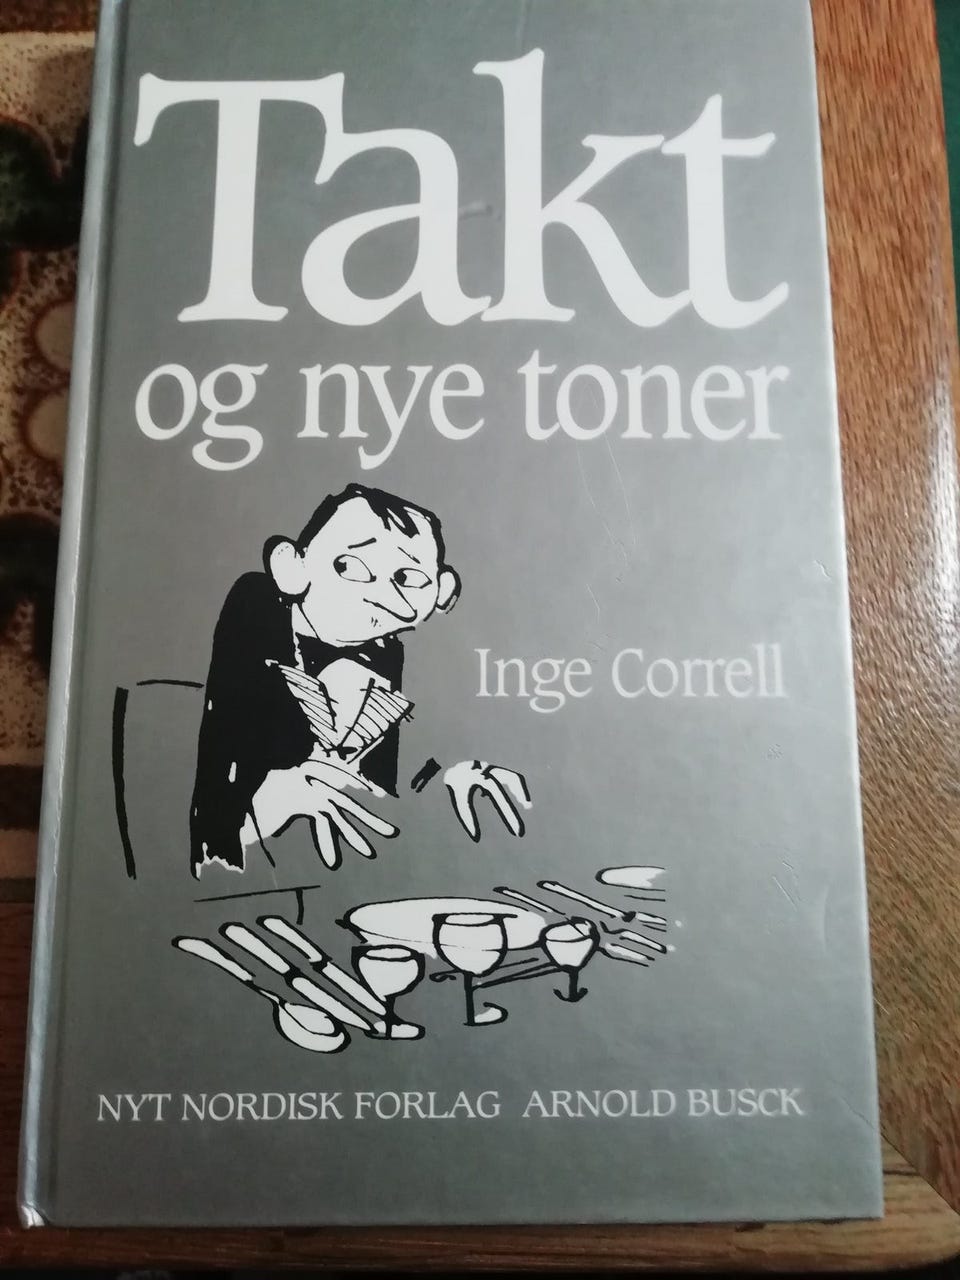 Takt
og nye toner
Inge Correll
NYT NORDISK FORLAG ARNOLD BUSCK